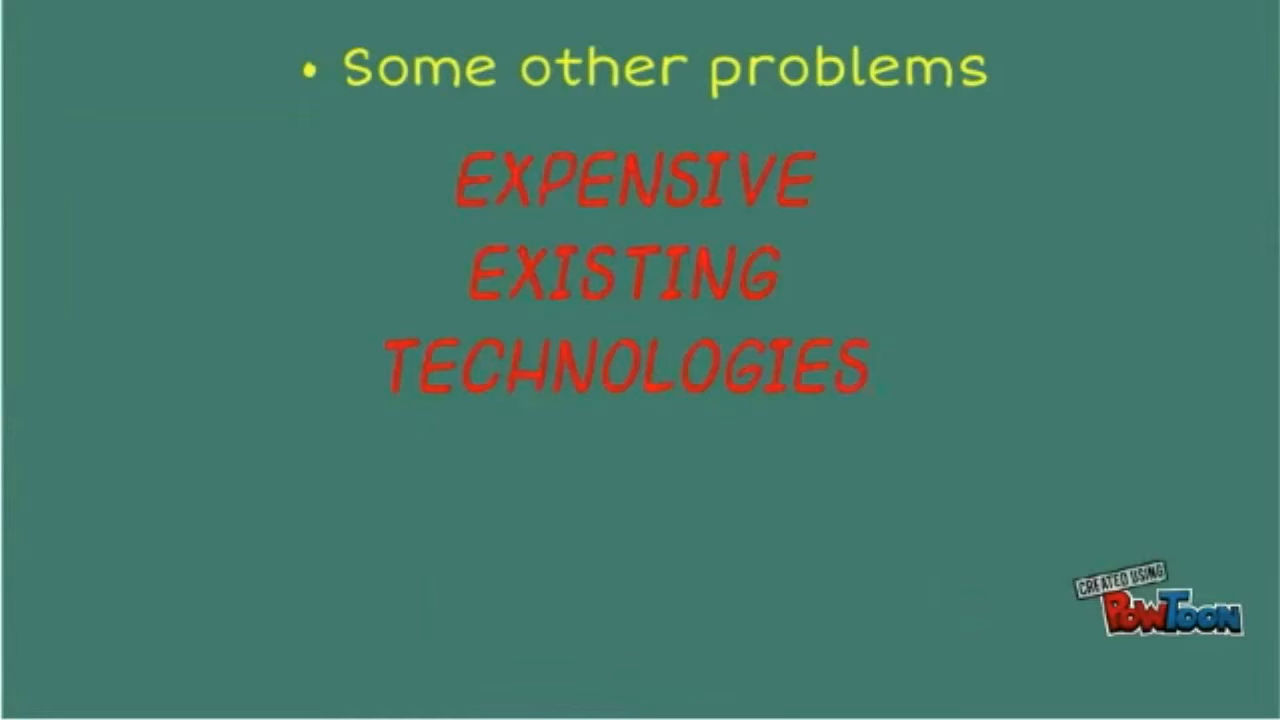 • Some other problems
EXPENSIVE
EXISTING
TECHNOLOGIES
CREATED USING
POWTOON